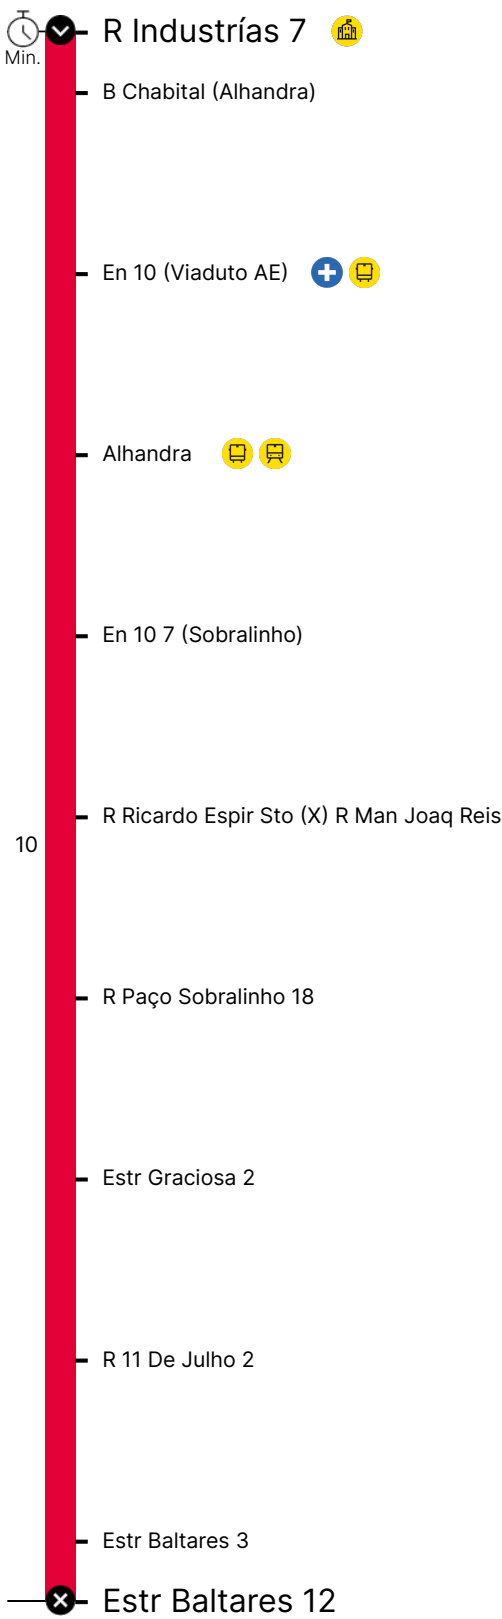 R Industrías 7
Min.
B Chabital (Alhandra)
En 10 (Viaduto AE)
Alhandra
En 10 7 (Sobralinho)
R Ricardo Espir Sto (X) R Man Joaq Reis
10
R Paço Sobralinho 18
Estr Graciosa 2
R 11 De Julho 2
Estr Baltares 3
Estr Baltares 12